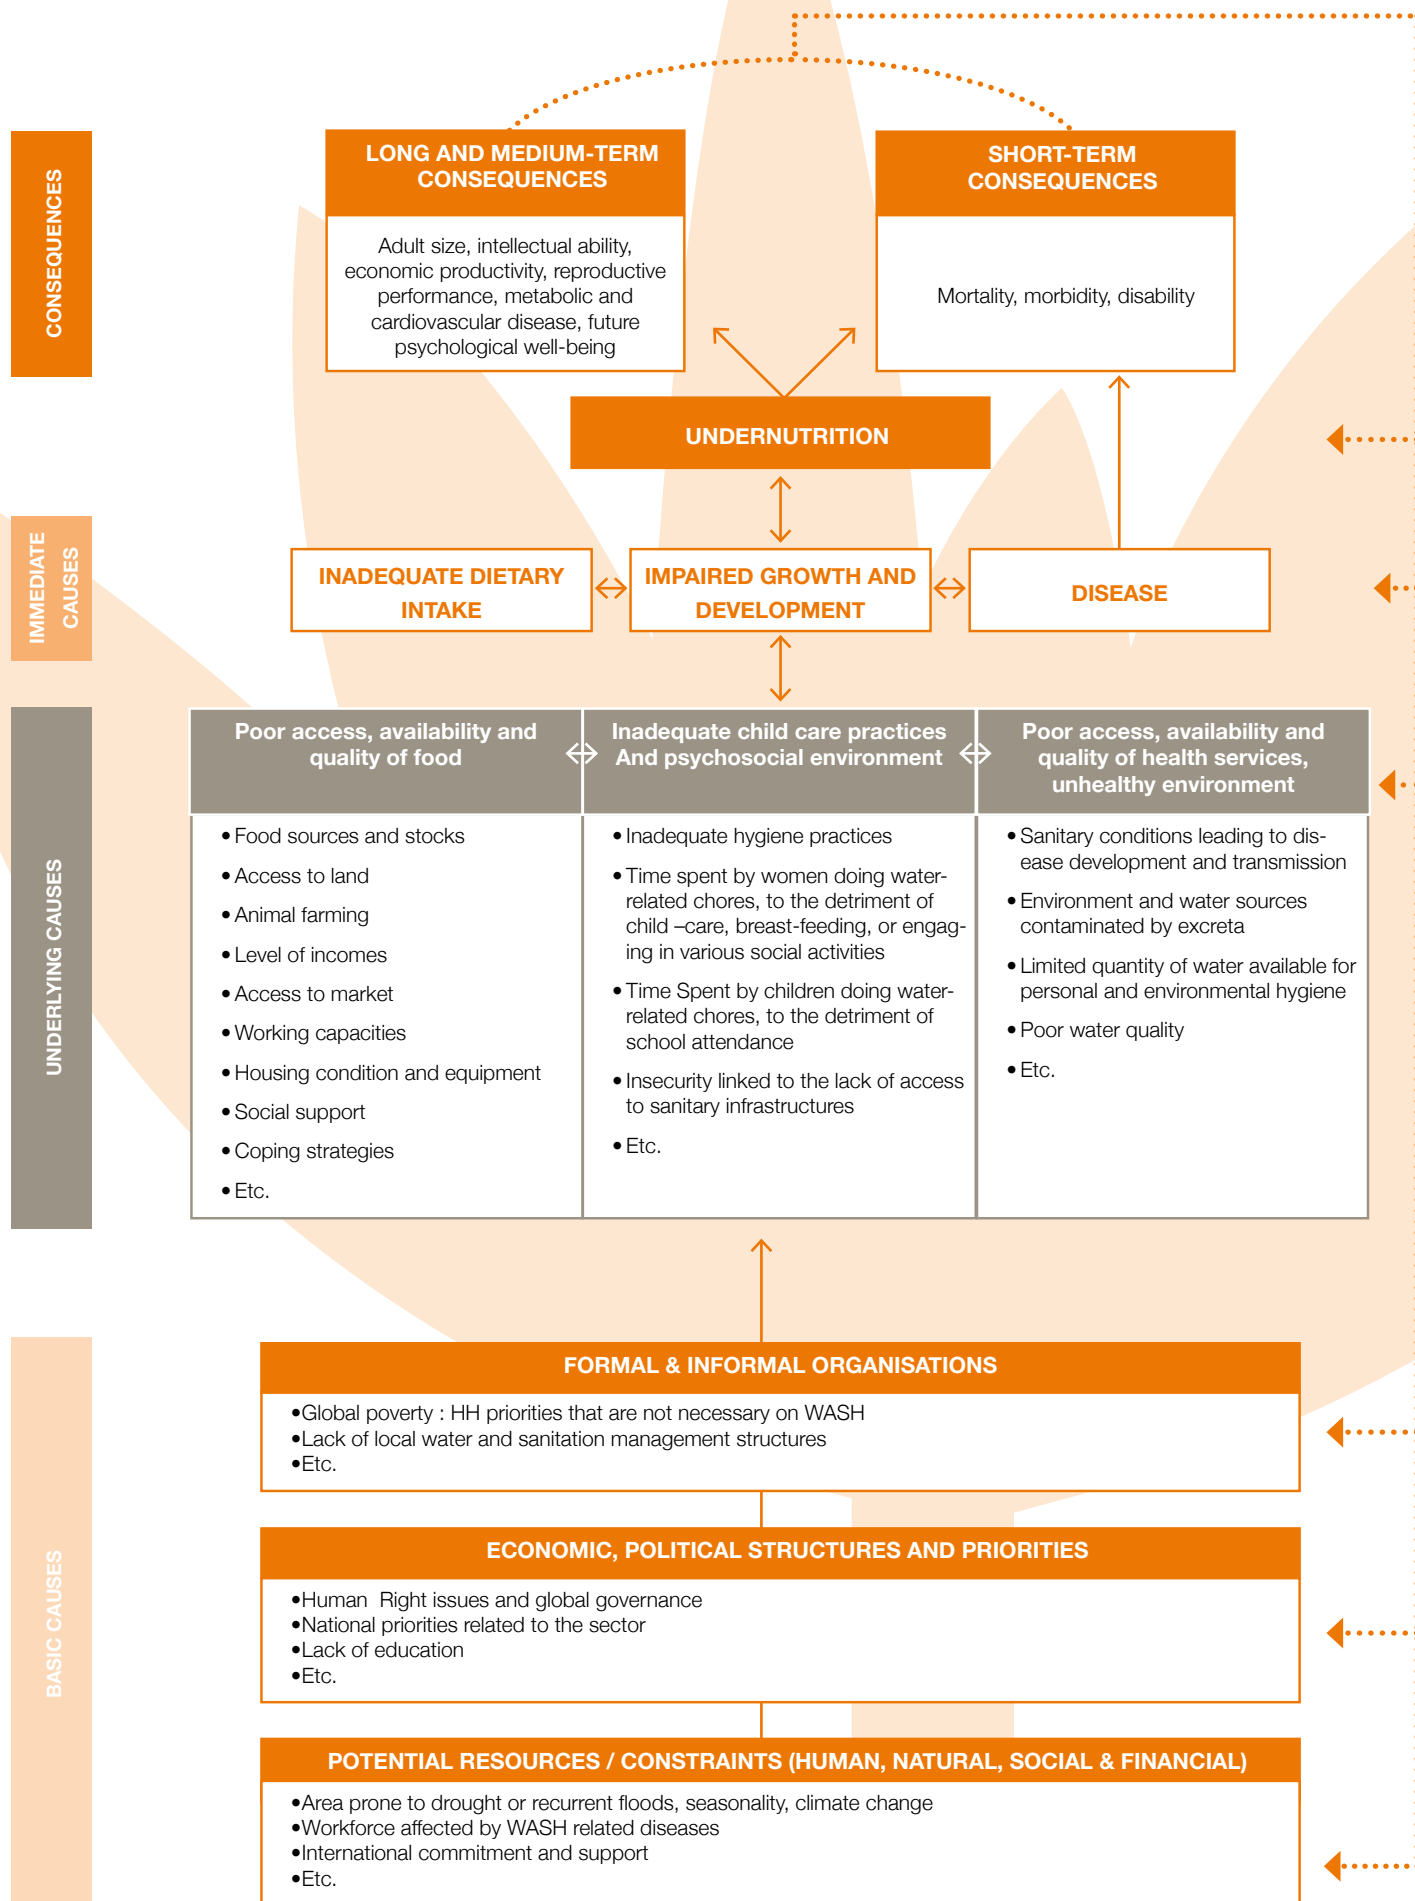 CONSEQUENCES
LONG AND MEDIUM-TERM
CONSEQUENCES
Adult size, intellectual ability,
economic productivity, reproductive
performance, metabolic and
cardiovascular disease, future
psychological well-being
SHORT-TERM
CONSEQUENCES
Mortality, morbidity, disability
UNDERNUTRITION
IMMEDIATE
CAUSES
INADEQUATE DIETARY
INTAKE
IMPAIRED GROWTH AND
DEVELOPMENT
DISEASE
UNDERLYING CAUSES
Poor access, availability and
quality of food
•Food sources and stocks
•Access to land
•Animal farming
•Level of incomes
•Access to market
•Working capacities
•Housing condition and equipment
•Social support
•Coping strategies
•Etc.
Inadequate child care practices
And psychosocial environment
•Inadequate hygiene practices
•Time spent by women doing water-
related chores, to the detriment of
child –care, breast-feeding, or engag-
ing in various social activities
•Time Spent by children doing water-
related chores, to the detriment of
school attendance
•Insecurity linked to the lack of access
to sanitary infrastructures
•Etc.
Poor access, availability and
quality of health services,
unhealthy environment
•Sanitary conditions leading to dis-
ease development and transmission
•Environment and water sources
contaminated by excreta
•Limited quantity of water available for
personal and environmental hygiene
•Poor water quality
•Etc.
BASIC CAUSES
FORMAL & INFORMAL ORGANISATIONS
•Global poverty : HH priorities that are not necessary on WASH
•Lack of local water and sanitation management structures
•Etc.
ECONOMIC, POLITICAL STRUCTURES AND PRIORITIES
•Human  Right issues and global governance
•National priorities related to the sector
•Lack of education
•Etc.
POTENTIAL RESOURCES / CONSTRAINTS (HUMAN, NATURAL, SOCIAL & FINANCIAL)
•Area prone to drought or recurrent floods, seasonality, climate change
•Workforce affected by WASH related diseases
•International commitment and support
•Etc.